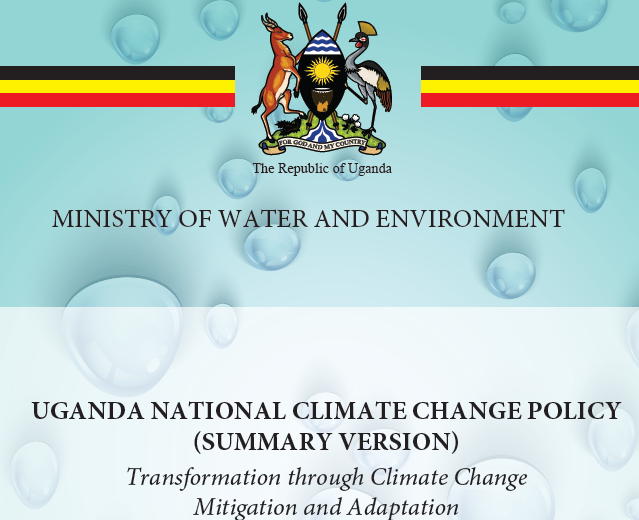 FOR GOD AND MY COUNTRY
The Republic of Uganda
MINISTRY OF WATER AND ENVIRONMENT
UGANDA NATIONAL CLIMATE CHANGE POLICY
(SUMMARY VERSION)
Transformation through Climate Change
Mitigation and Adaptation